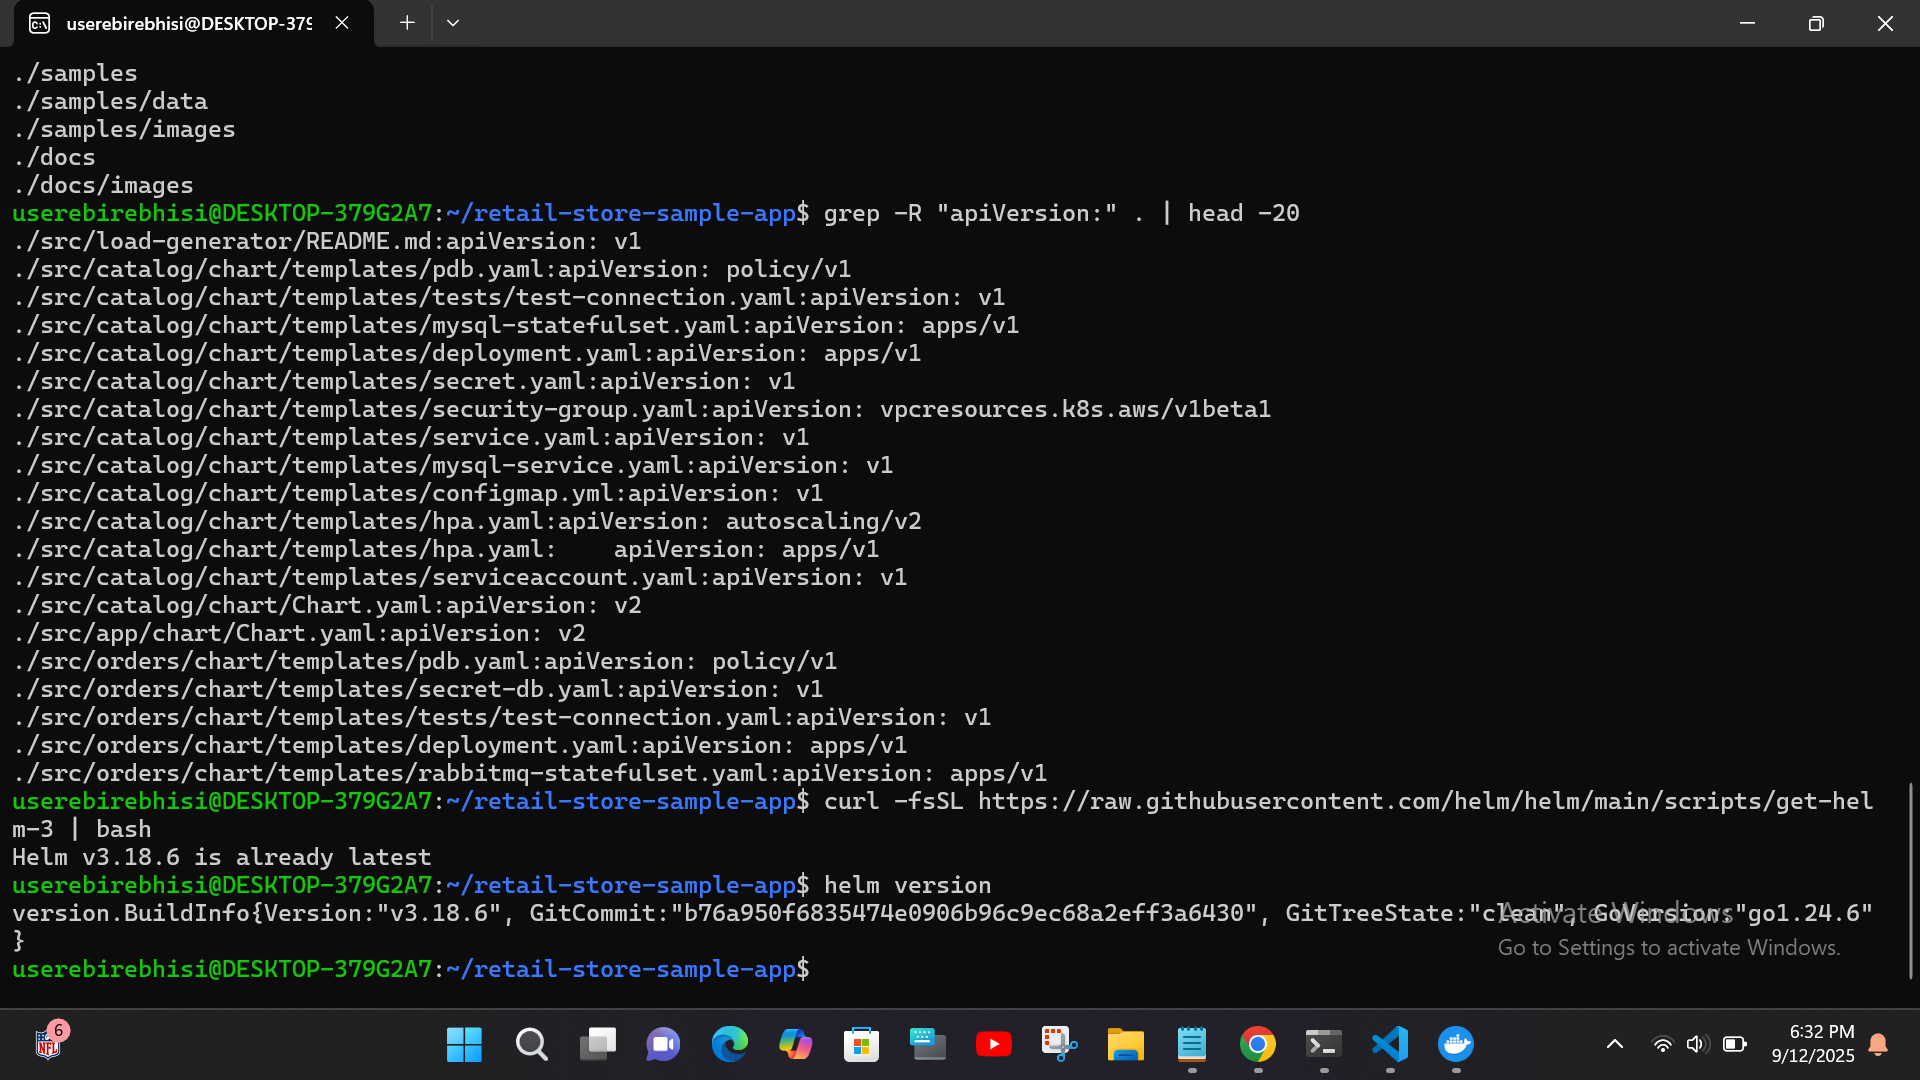 userebirebhisi@DESKTOP-379
./samples
./samples/data
./samples/images
./docs
./docs/images
userebirebhisi@DESKTOP-379G2A7:~/retail-store-sample-app$ grep -R "apiVersion:" . | head -20
./src/load-generator/README.md:apiVersion: v1
./src/catalog/chart/templates/pdb.yaml:apiVersion: policy/v1
./src/catalog/chart/templates/tests/test-connection.yaml:apiVersion: v1
./src/catalog/chart/templates/mysql-statefulset.yaml:apiVersion: apps/v1
./src/catalog/chart/templates/deployment.yaml:apiVersion: apps/v1
./src/catalog/chart/templates/secret.yaml:apiVersion: v1
./src/catalog/chart/templates/security-group.yaml:apiVersion: vpcresources.k8s.aws/v1beta1
./src/catalog/chart/templates/service.yaml:apiVersion: v1
./src/catalog/chart/templates/mysql-service.yaml:apiVersion: v1
./src/catalog/chart/templates/configmap.yml:apiVersion: v1
./src/catalog/chart/templates/hpa.yaml:apiVersion: autoscaling/v2
./src/catalog/chart/templates/hpa.yaml:    apiVersion: apps/v1
./src/catalog/chart/templates/serviceaccount.yaml:apiVersion: v1
./src/catalog/chart/Chart.yaml:apiVersion: v2
./src/app/chart/Chart.yaml:apiVersion: v2
./src/orders/chart/templates/pdb.yaml:apiVersion: policy/v1
./src/orders/chart/templates/secret-db.yaml:apiVersion: v1
./src/orders/chart/templates/tests/test-connection.yaml:apiVersion: v1
./src/orders/chart/templates/deployment.yaml:apiVersion: apps/v1
./src/orders/chart/templates/rabbitmq-statefulset.yaml:apiVersion: apps/v1
userebirebhisi@DESKTOP-379G2A7:~/retail-store-sample-app$ curl -fsSL https://raw.githubusercontent.com/helm/helm/main/scripts/get-hel
m-3 | bash
Helm v3.18.6 is already latest
userebirebhisi@DESKTOP-379G2A7:~/retail-store-sample-app$ helm version
version.BuildInfo{Version:"v3.18.6", GitCommit:"b76a950f6835474e0906b96c9ec68a2eff3a6430", GitTreeState:"clean", GoVersion:"go1.24.6"
}
Activate Windows
Go to Settings to activate Windows.
userebirebhisi@DESKTOP-379G2A7:~/retail-store-sample-app$
6
NFL
6:32 PM
9/12/2025